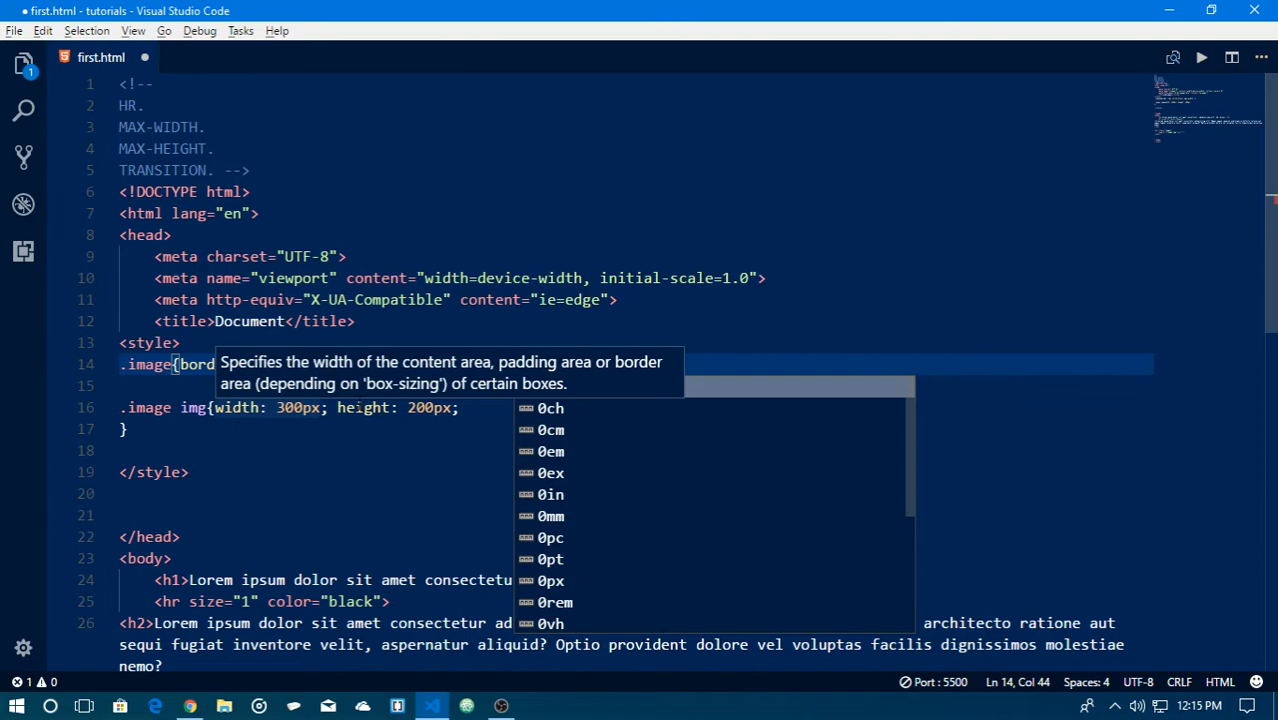 first.html - tutorials - Visual Studio Code
File Edit Selection View Go Debug Tasks Help
1 first.html
1 <!--
2 HR.
3 MAX-WIDTH.
4 MAX-HEIGHT.
5 TRANSITION. -->
6 <!DOCTYPE html>
7 <html lang="en">
8 <head>
9 <meta charset="UTF-8">
10 <meta name="viewport" content="width=device-width, initial-scale=1.0">
11 <meta http-equiv="X-UA-Compatible" content="ie=edge">
12 <title>Document</title>
13 <style>
14 .image{bord
Specifies the width of the content area, padding area or border
area (depending on 'box-sizing') of certain boxes.
15
16 .image img{width: 300px; height: 200px;
17 }
18
19 </style>
20
21
22 </head>
23 <body>
24 <h1>Lorem ipsum dolor sit amet consectetu
25 <hr size="1" color="black">
26 <h2>Lorem ipsum dolor sit amet consectetur ad architecto ratione aut
sequi fugiat inventore velit, aspernatur aliquid? Optio provident dolore vel voluptas facilis dignissimos molestiae
nemo?
0ch
0cm
0em
0ex
0in
0mm
0pc
0pt
0px
0rem
0vh
1 0 Port : 5500 Ln 14, Col 44 Spaces: 4 UTF-8 CRLF HTML
12:15 PM